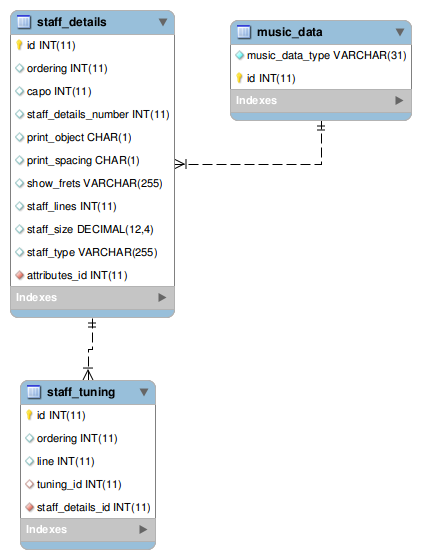 staff_details
id INT(11)
ordering INT(11)
capo INT(11)
staff_details_number INT(11)
print_object CHAR(1)
print_spacing CHAR(1)
show_frets VARCHAR(255)
staff_lines INT(11)
staff_size DECIMAL(12,4)
staff_type VARCHAR(255)
attributes_id INT(11)
Indexes
music_data
music_data_type VARCHAR(31)
id INT(11)
Indexes
staff_tuning
id INT(11)
ordering INT(11)
line INT(11)
tuning_id INT(11)
staff_details_id INT(11)
Indexes